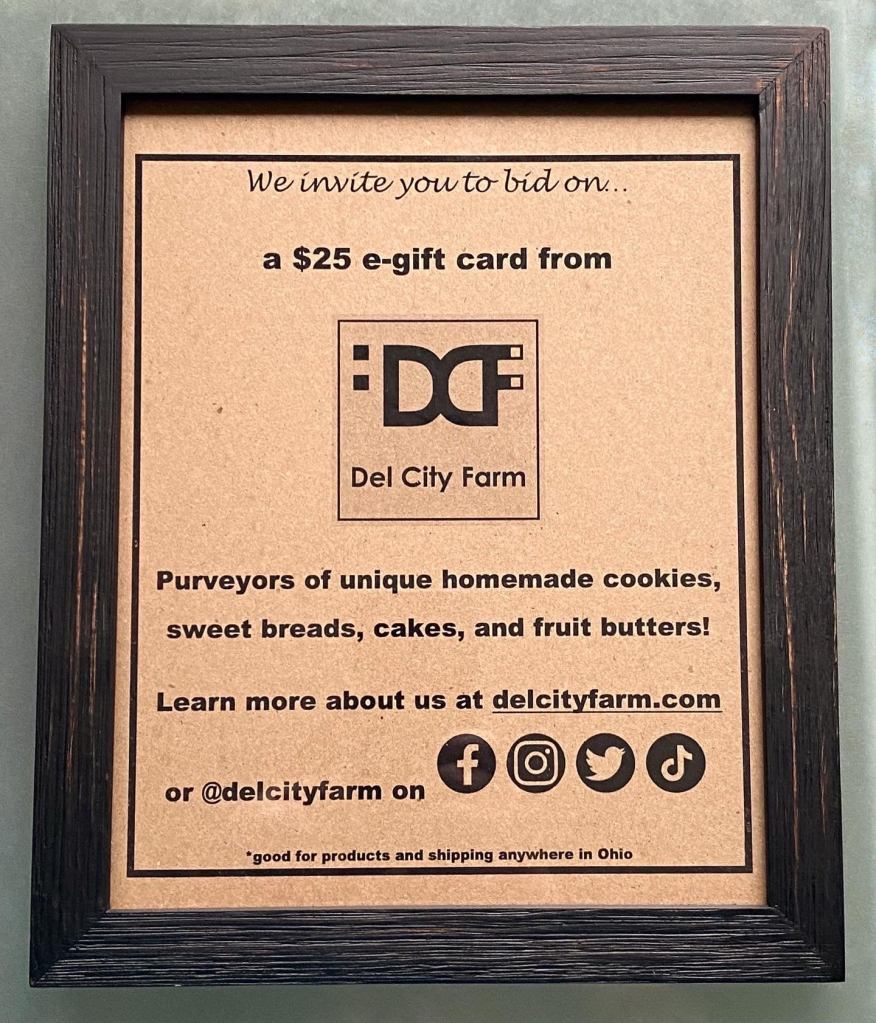 We invite you to bid on...
a $25 e-gift card from
DCF
Del City Farm
Purveyors of unique homemade cookies,
sweet breads, cakes, and fruit butters!
Learn more about us at delcityfarm.com
or @delcityfarm on
*good for products and shipping anywhere in Ohio